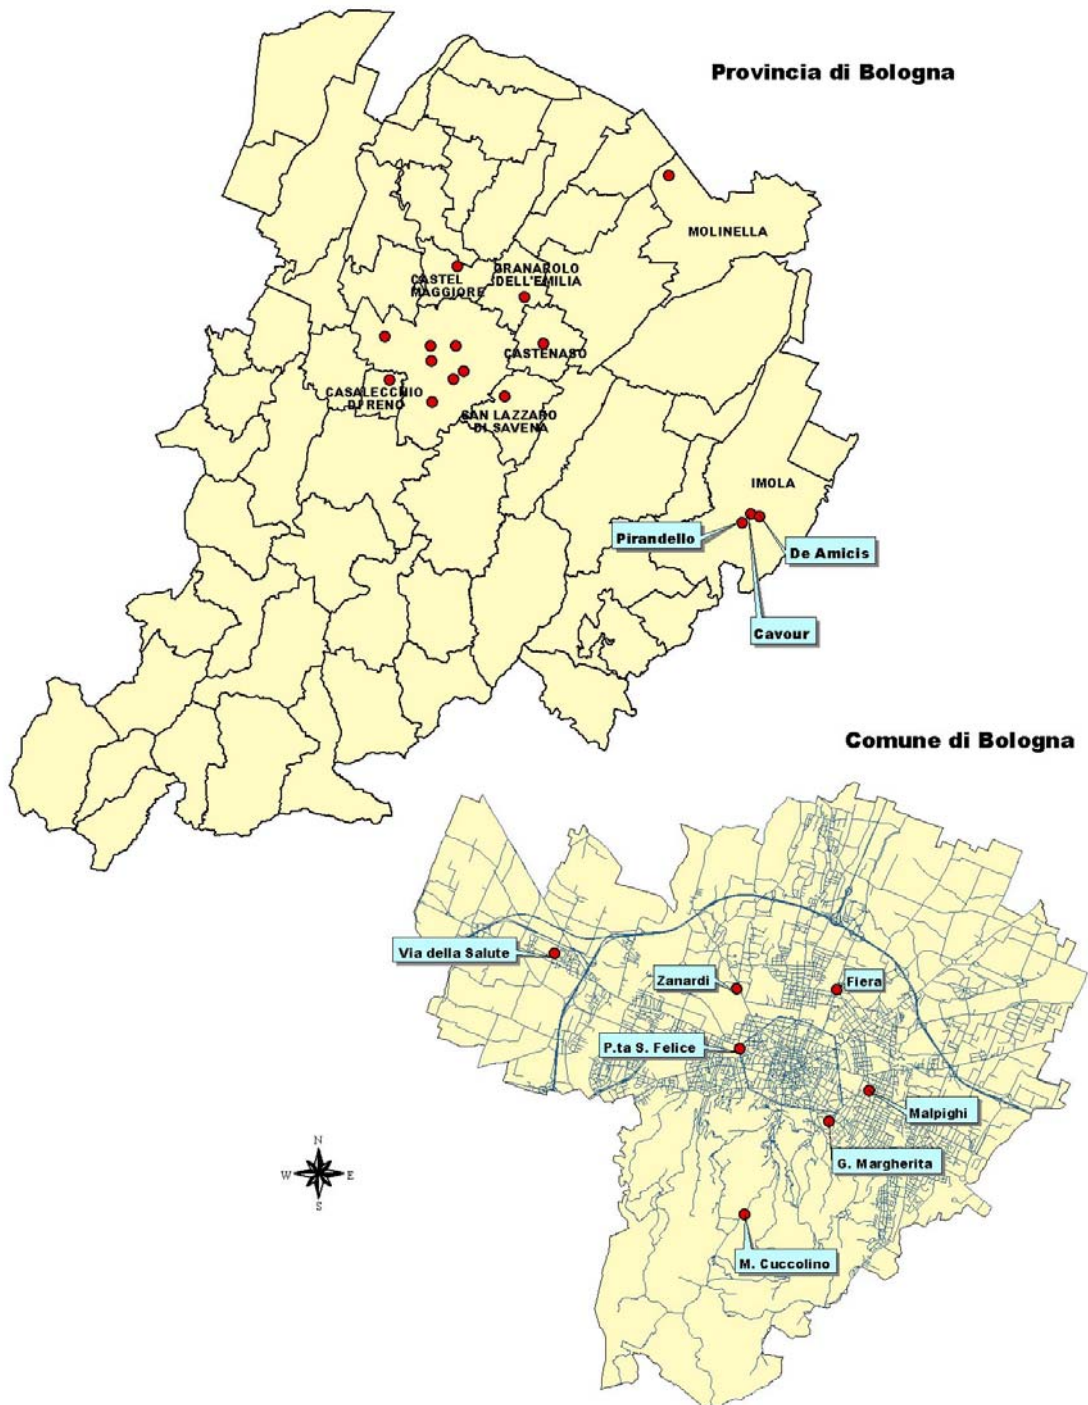 Provincia di Bologna
MOLINELLA
GRANAROLO
DELL'EMILIA
CASTEL
MAGGIORE
CASTENASO
CASALECCHIO
DI RENO
SAN LAZZARO
DI SAVENA
IMOLA
Pirandello
De Amicis
Cavour
Comune di Bologna
Via della Salute
Zanardi
Fiera
P.ta S. Felice
Malpighi
G. Margherita
M. Cuccolino
N
W
E
S